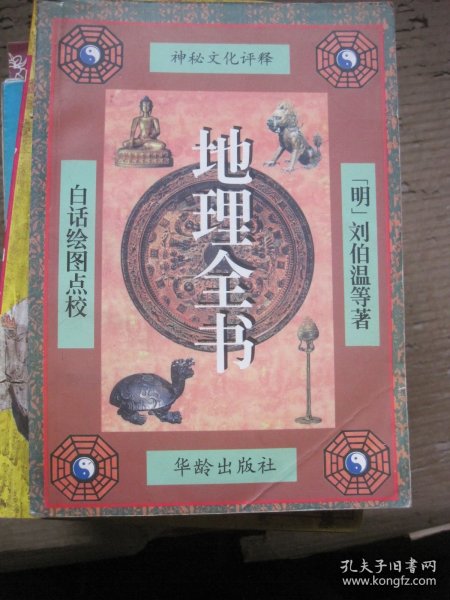 神秘文化评释
地理全书
白话绘图点校
「明」刘伯温等著
华龄出版社
孔夫子旧书网
www.kongfz.com